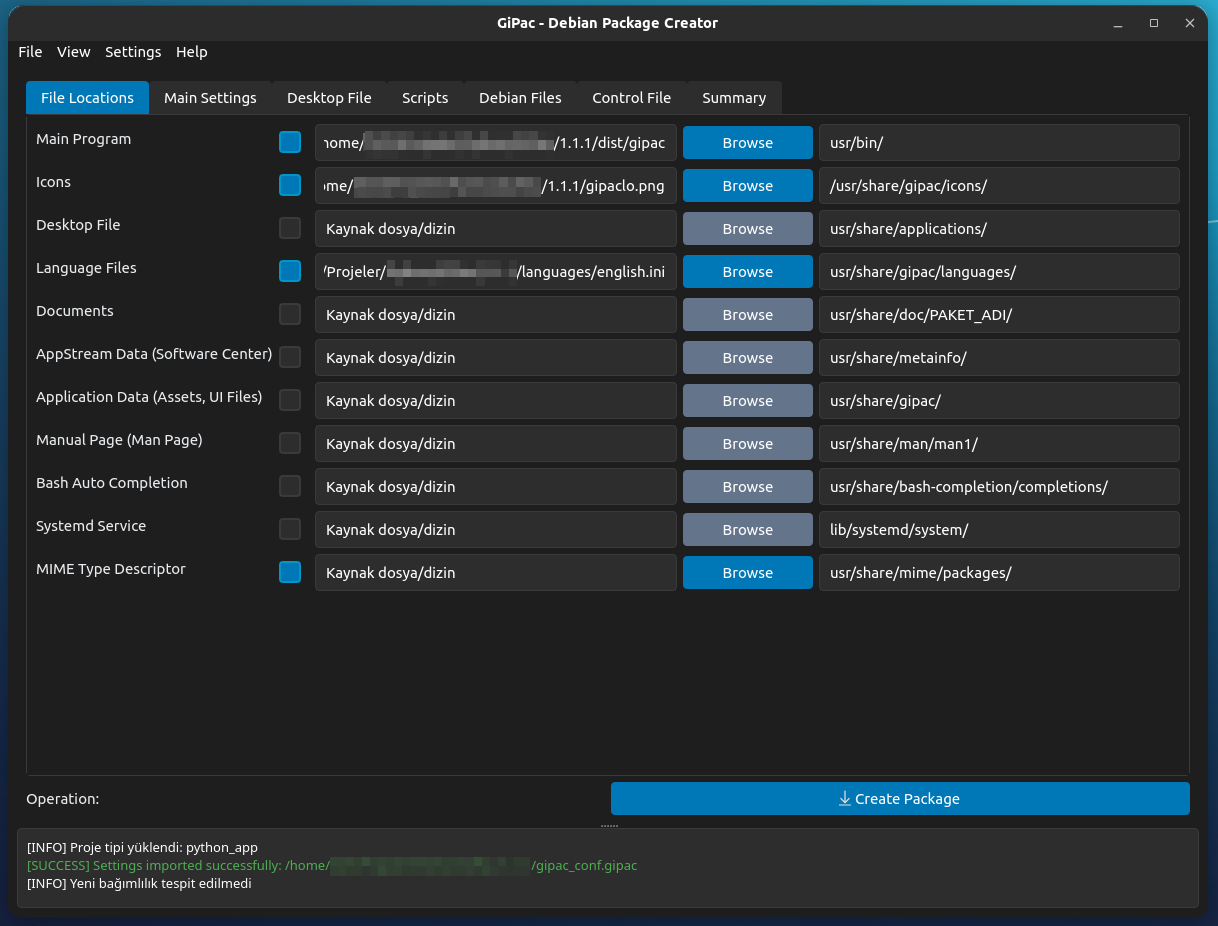 GiPac - Debian Package Creator
File View Settings Help
File Locations Main Settings Desktop File Scripts Debian Files Control File Summary
Main Program home/ /1.1.1/dist/gipac Browse usr/bin/
Icons me/ /1.1.1/gipaclo.png Browse /usr/share/gipac/icons/
Desktop File Kaynak dosya/dizin Browse usr/share/applications/
Language Files /Projeler/ /languages/english.ini Browse usr/share/gipac/languages/
Documents Kaynak dosya/dizin Browse usr/share/doc/PAKET_ADI/
AppStream Data (Software Center) Kaynak dosya/dizin Browse usr/share/metainfo/
Application Data (Assets, UI Files) Kaynak dosya/dizin Browse usr/share/gipac/
Manual Page (Man Page) Kaynak dosya/dizin Browse usr/share/man/man1/
Bash Auto Completion Kaynak dosya/dizin Browse usr/share/bash-completion/completions/
Systemd Service Kaynak dosya/dizin Browse lib/systemd/system/
MIME Type Descriptor Kaynak dosya/dizin Browse usr/share/mime/packages/
Operation: Create Package
[INFO] Proje tipi yüklendi: python_app
[SUCCESS] Settings imported successfully: /home/ /gipac_conf.gipac
[INFO] Yeni bağımlılık tespit edilmedi